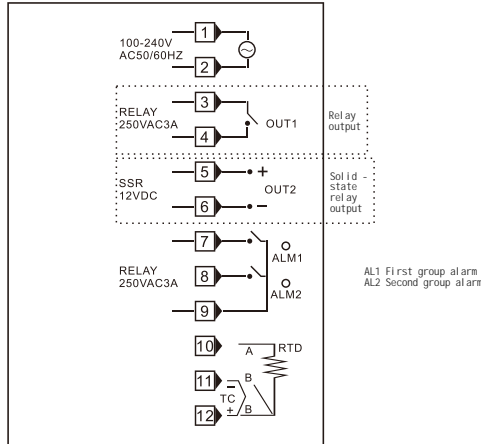 1
100-240V
AC50/60HZ
2
3
RELAY
250VAC3A
OUT1
Relay
output
4
5
+
SSR
12VDC
OUT2
Solid -
state
relay
output
6
−
7
ALM1
RELAY
250VAC3A
8
AL1 First group alarm
AL2 Second group alarm
ALM2
9
10
A
RTD
11
−
B
TC
12
+
B